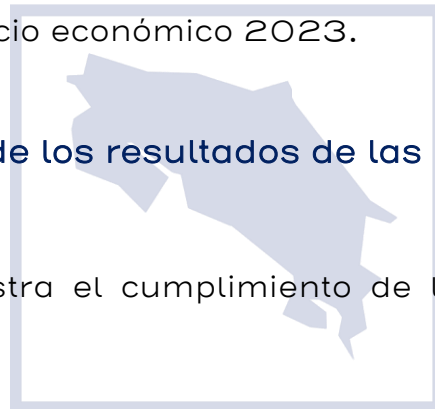 cio económico 2023.
de los resultados de las
stra el cumplimiento de l